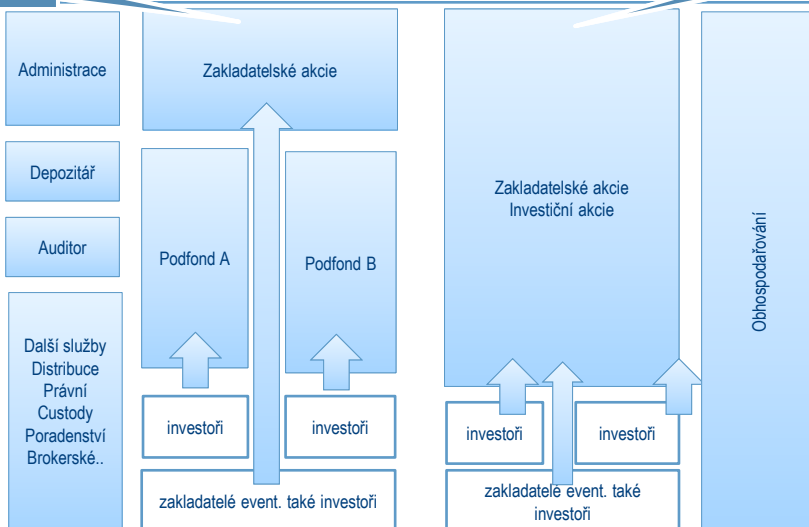 Administrace
Depozitář
Auditor
Další služby
Distribuce
Právní
Custody
Poradenství
Brokerské..
Zakladatelské akcie
Podfond A
Podfond B
investoři
investoři
zakladatelé event. také investoři
Zakladatelské akcie
Investiční akcie
investoři
investoři
zakladatelé event. také
investoři
Obhospodařování